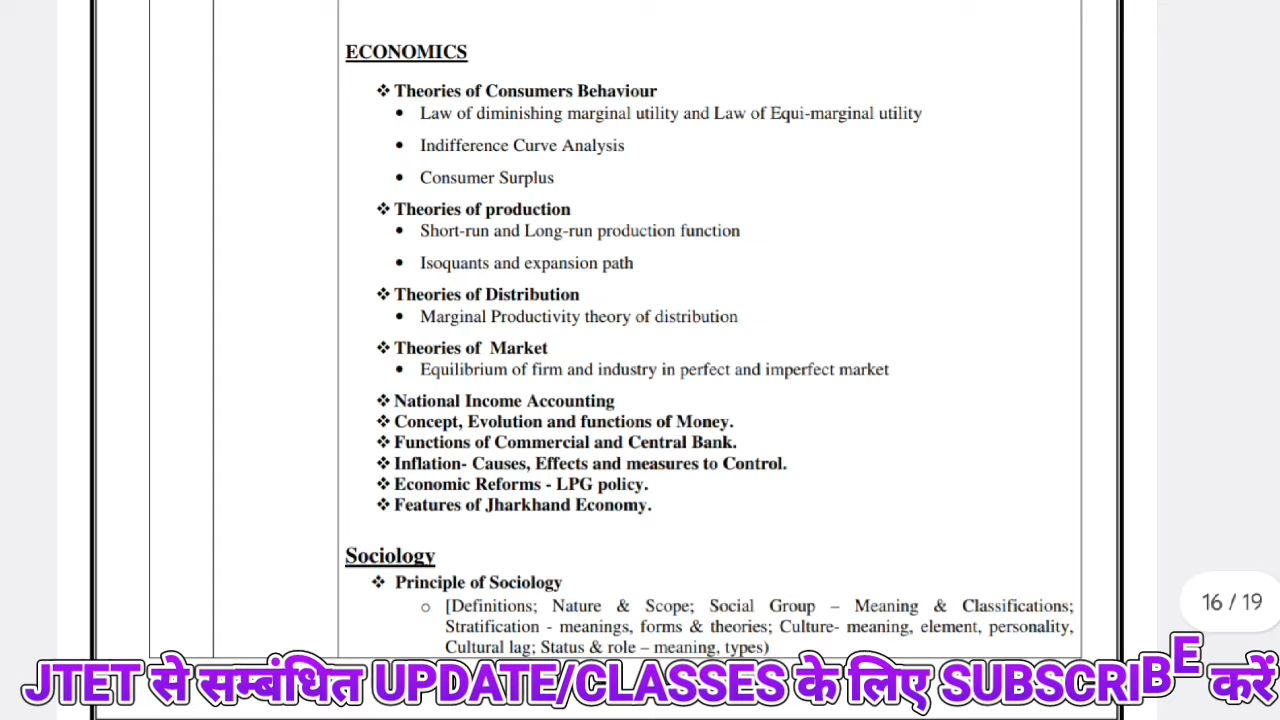 ECONOMICS
❖ Theories of Consumers Behaviour
• Law of diminishing marginal utility and Law of Equi-marginal utility
• Indifference Curve Analysis
• Consumer Surplus
❖ Theories of production
• Short-run and Long-run production function
• Isoquants and expansion path
❖ Theories of Distribution
• Marginal Productivity theory of distribution
❖ Theories of Market
• Equilibrium of firm and industry in perfect and imperfect market
❖ National Income Accounting
❖ Concept, Evolution and functions of Money.
❖ Functions of Commercial and Central Bank.
❖ Inflation- Causes, Effects and measures to Control.
❖ Economic Reforms - LPG policy.
❖ Features of Jharkhand Economy.
Sociology
❖ Principle of Sociology
o [Definitions; Nature & Scope; Social Group – Meaning & Classifications;
Stratification - meanings, forms & theories; Culture- meaning, element, personality,
Cultural lag; Status & role – meaning, types)
16 / 19
JTET से सम्बंधित UPDATE/CLASSES के लिए SUBSCRIBE करें